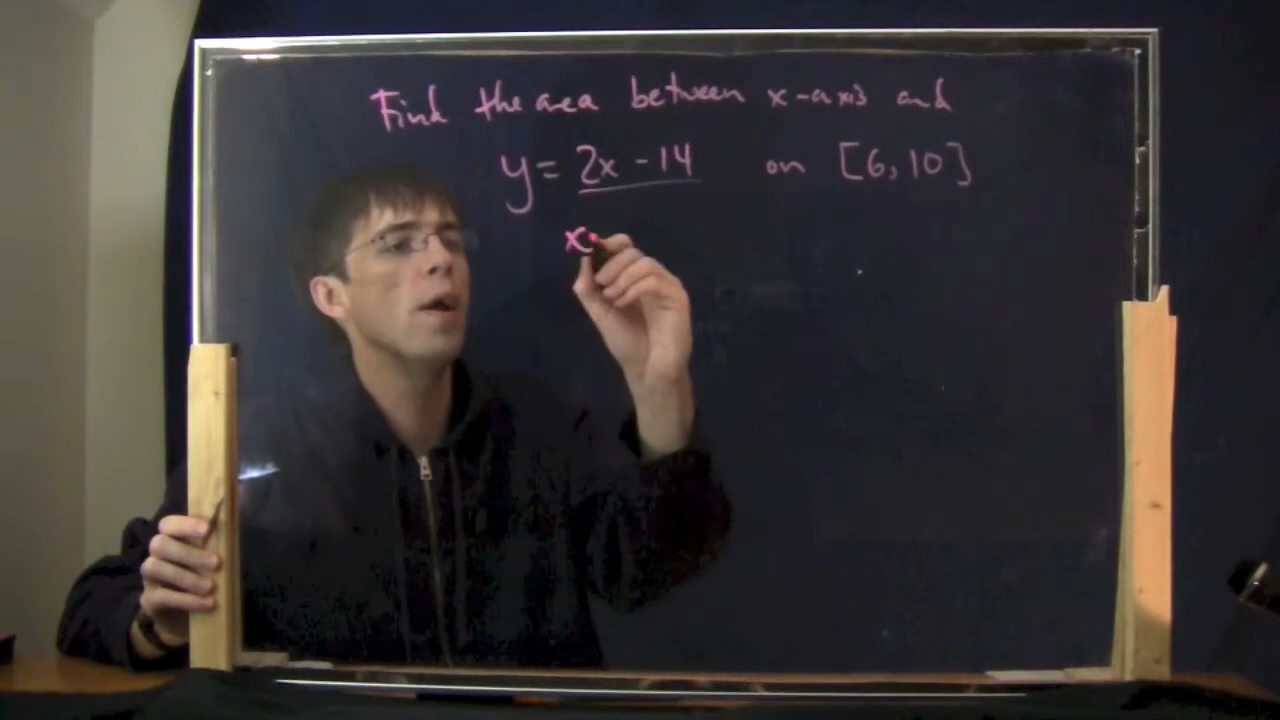 Find the area between x-axis and
y = 2x - 14 on [6, 10]
x